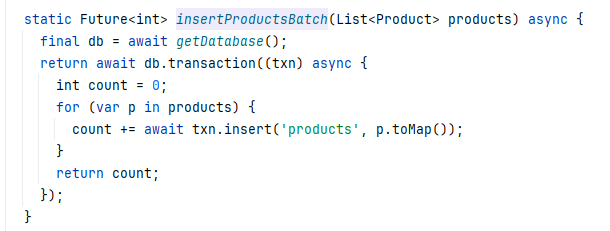 static Future<int> insertProductsBatch(List<Product> products) async {
  final db = await getDatabase();
  return await db.transaction((txn) async {
    int count = 0;
    for (var p in products) {
      count += await txn.insert('products', p.toMap());
    }
    return count;
  });
}